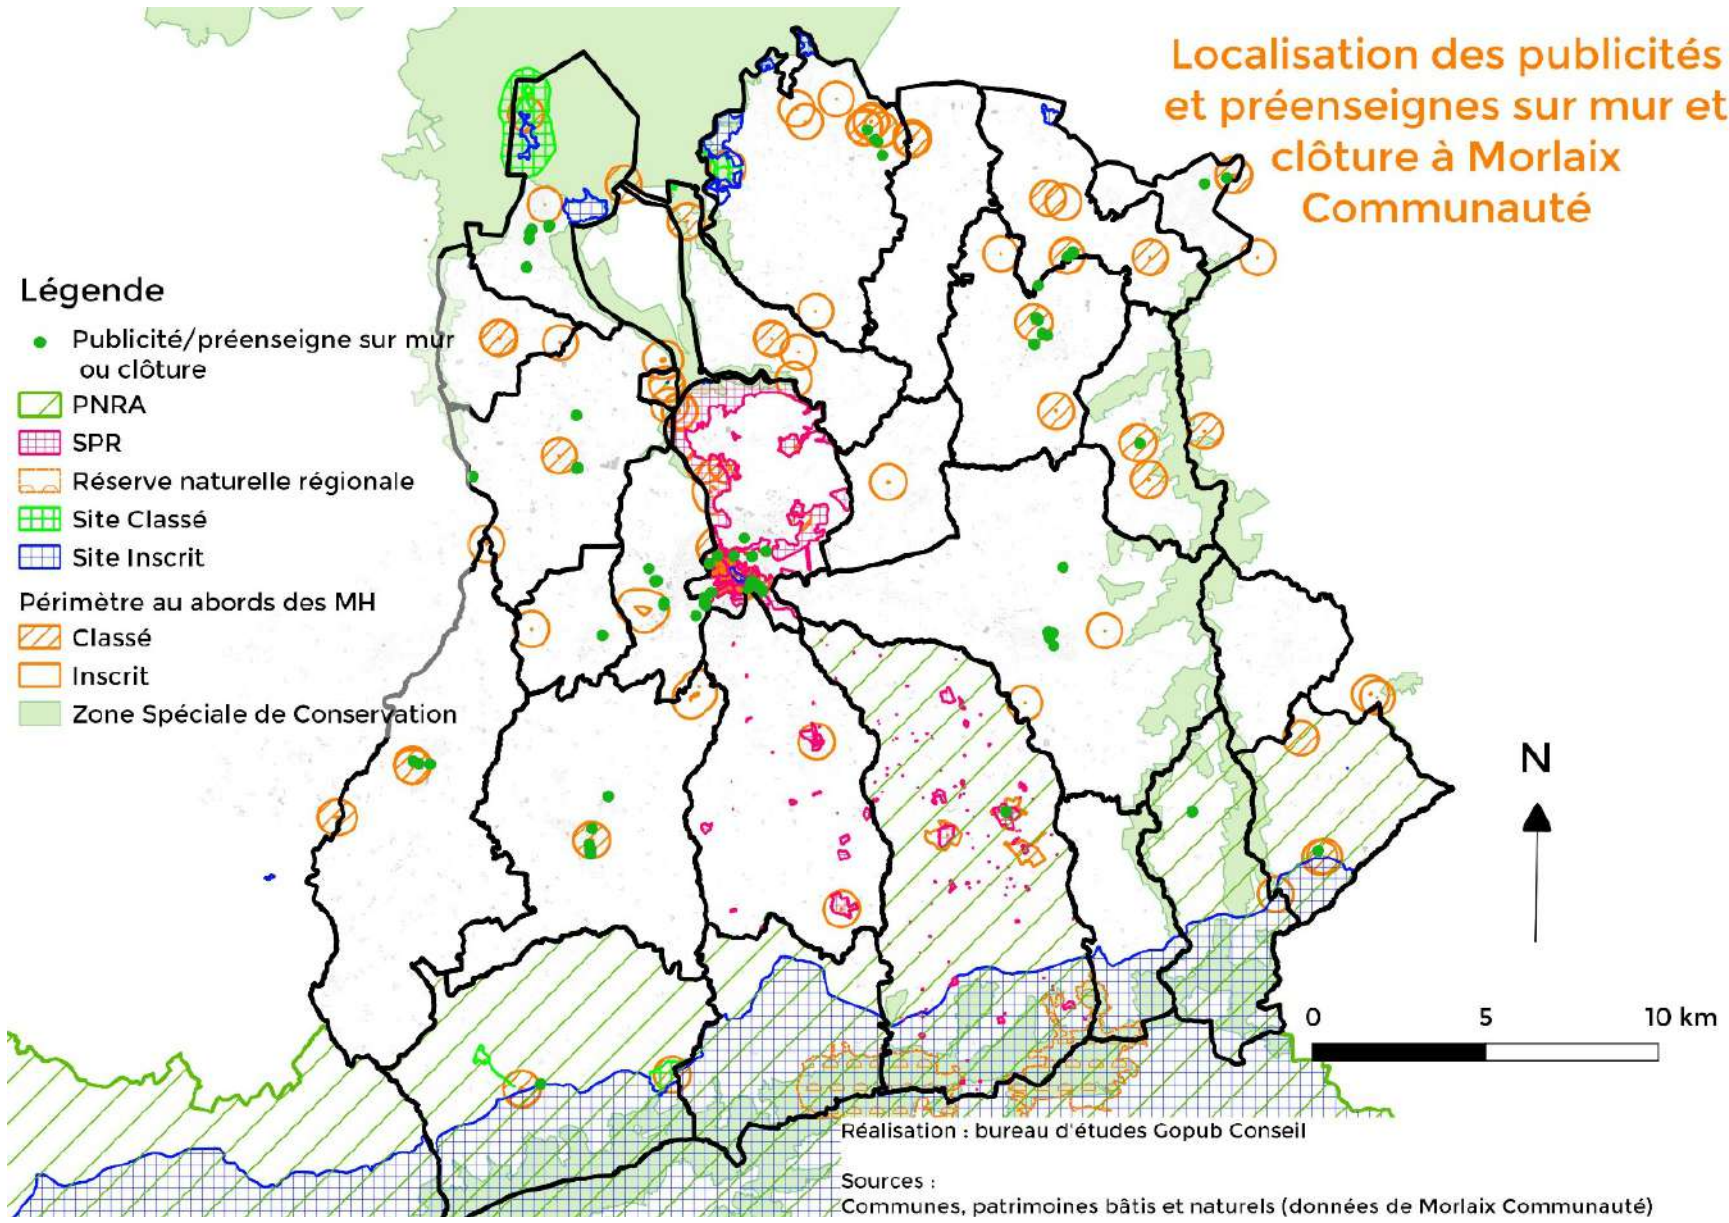 Localisation des publicités
et préenseignes sur mur et
clôture à Morlaix
Communauté
Légende
Publicité/préenseigne sur mur
ou clôture
PNRA
SPR
Réserve naturelle régionale
Site Classé
Site Inscrit
Périmètre au abords des MH
Classé
Inscrit
Zone Spéciale de Conservation
N
0 5 10 km
Réalisation : bureau d'études Gopub Conseil
Sources :
Communes, patrimoines bâtis et naturels (données de Morlaix Communauté)